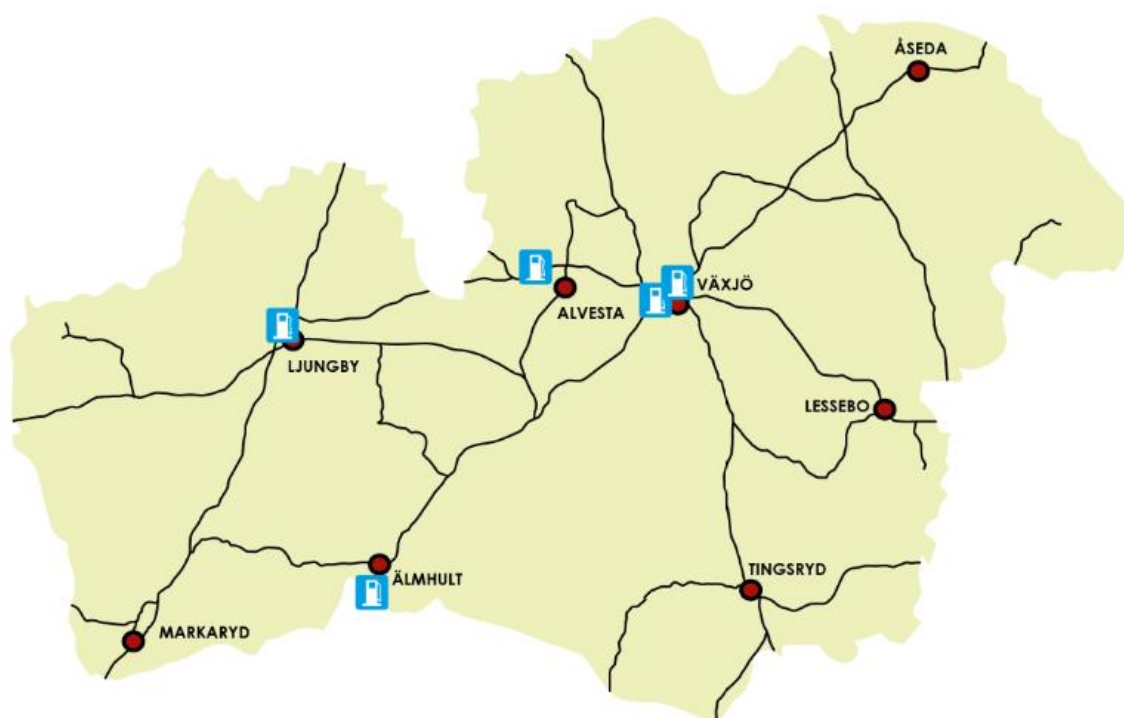 ÅSEDA
VÄXJÖ
ALVESTA
LJUNGBY
LESSEBO
TINGSRYD
ÄLMHULT
MARKARYD